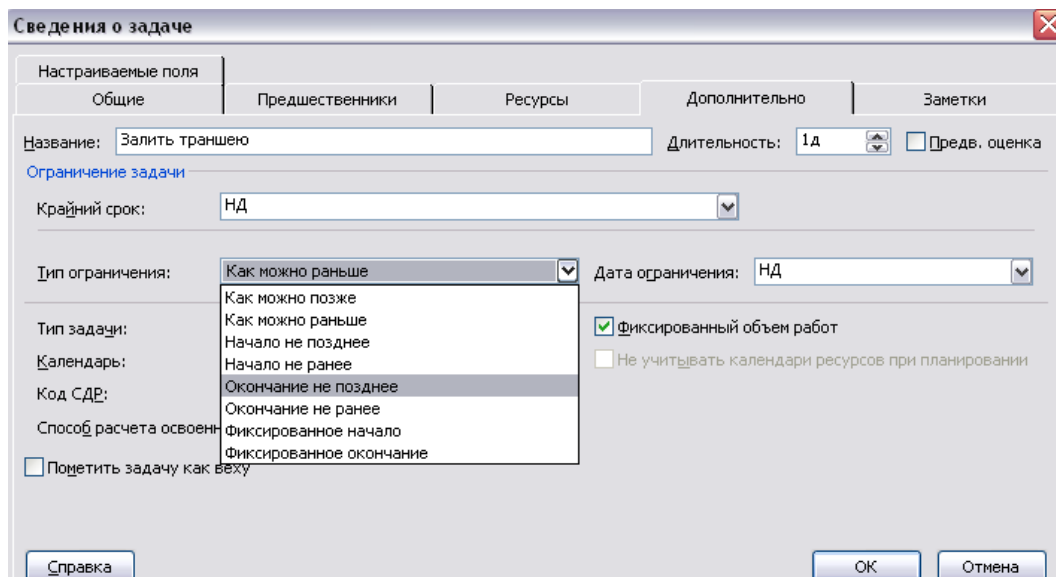 Сведения о задаче
Настраиваемые поля
Общие Предшественники Ресурсы Дополнительно Заметки
Название: Залить траншею Длительность: 1д Предв. оценка
Ограничение задачи
Крайний срок: НД
Тип ограничения: Как можно раньше Дата ограничения: НД
Как можно позже
Как можно раньше
Начало не позднее
Начало не ранее
Окончание не позднее
Окончание не ранее
Фиксированное начало
Фиксированное окончание
Тип задачи: Фиксированный объем работ
Календарь: Не учитывать календари ресурсов при планировании
Код СДР:
Способ расчета освоенн
Пометить задачу как веху
Справка ОК Отмена